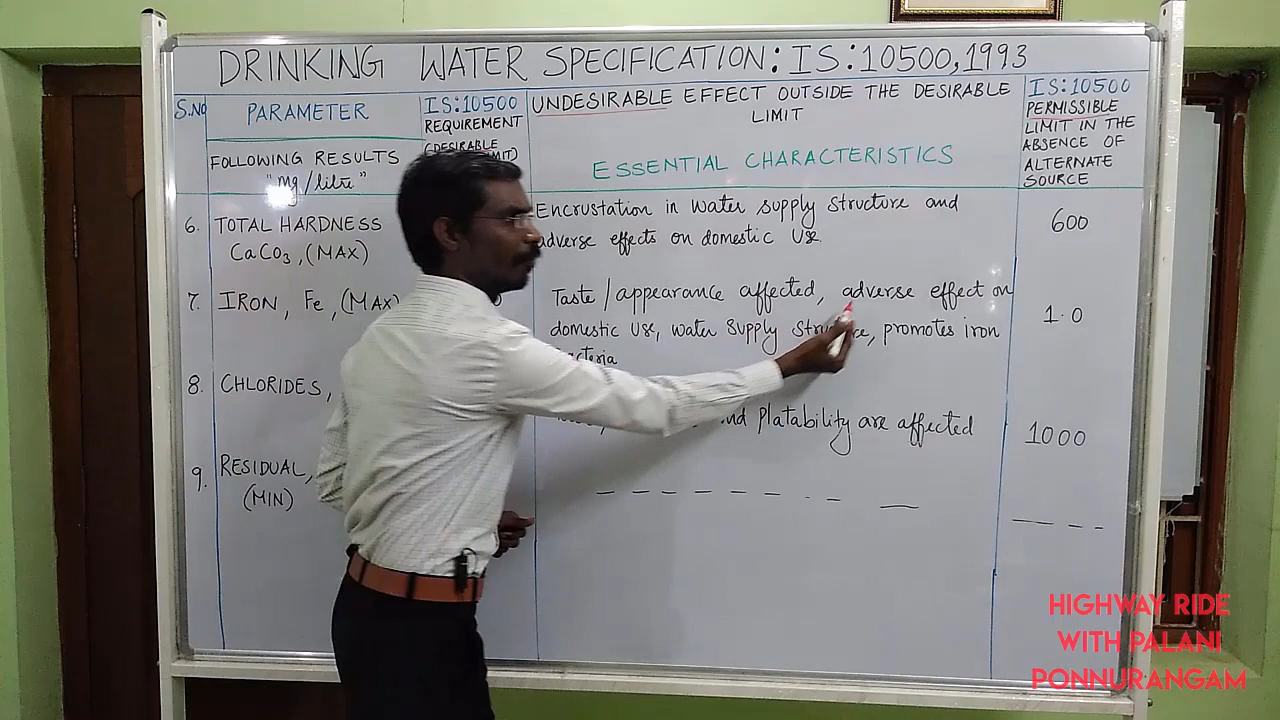 DRINKING WATER SPECIFICATION: IS:10500,1993
S.NO
PARAMETER
FOLLOWING RESULTS
"mg/litre"
IS:10500
REQUIREMENT
(DESIRABLE
UNDESIRABLE EFFECT OUTSIDE THE DESIRABLE
LIMIT
ESSENTIAL CHARACTERISTICS
IS:10500
PERMISSIBLE
LIMIT IN THE
ABSENCE OF
ALTERNATE
SOURCE
6. TOTAL HARDNESS
CaCO3, (MAX)
Encrustation in water supply structure and
adverse effects on domestic use.
600
7. IRON, Fe, (MAX)
Taste/appearance affected, adverse effect on
domestic use, water supply structure, promotes iron
1.0
8. CHLORIDES,
Platability are affected
1000
9. RESIDUAL,
(MIN)
HIGHWAY RIDE
WITH PALANI
PONNURANGAM